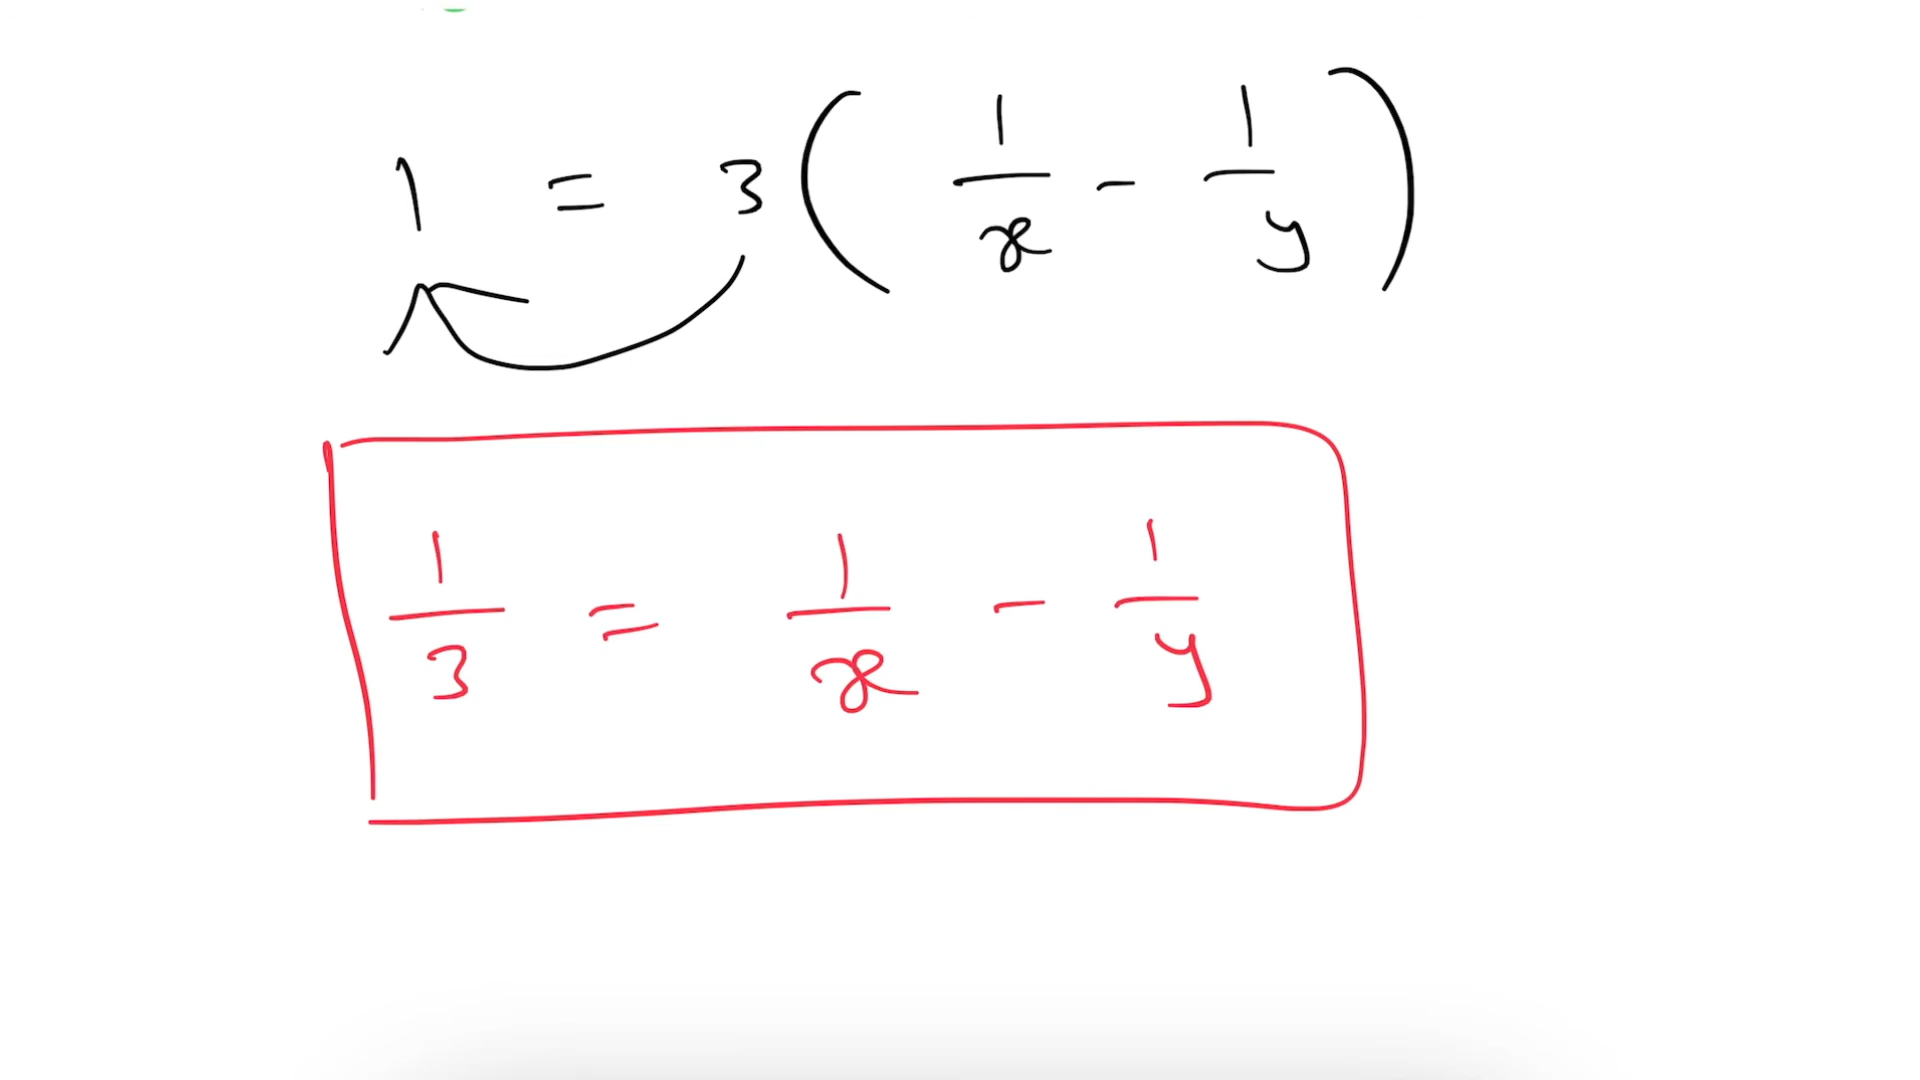 1 = 3 ( 1/x - 1/y )
1/3 = 1/x - 1/y